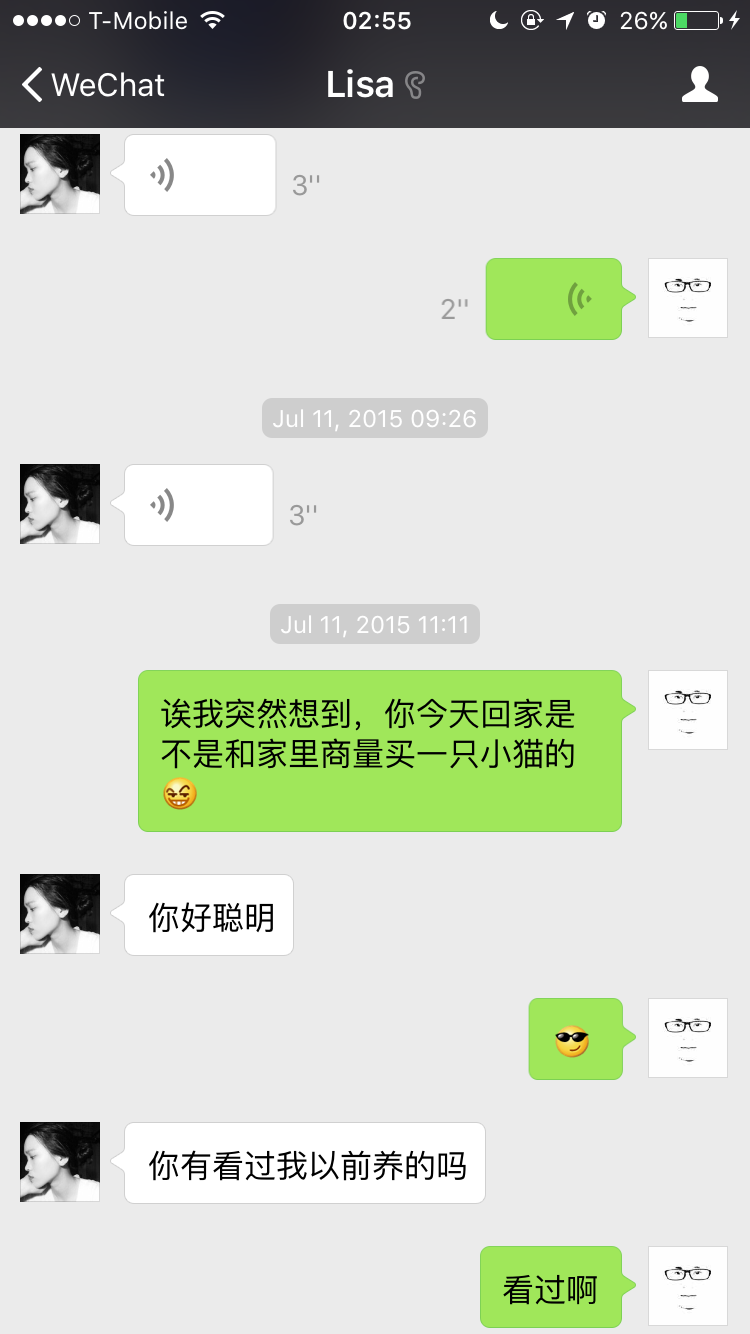 T-Mobile 02:55 26%
WeChat Lisa
3''
2''
Jul 11, 2015 09:26
3''
Jul 11, 2015 11:11
诶我突然想到，你今天回家是
不是和家里商量买一只小猫的
😆
你好聪明
😎
你有看过我以前养的吗
看过啊